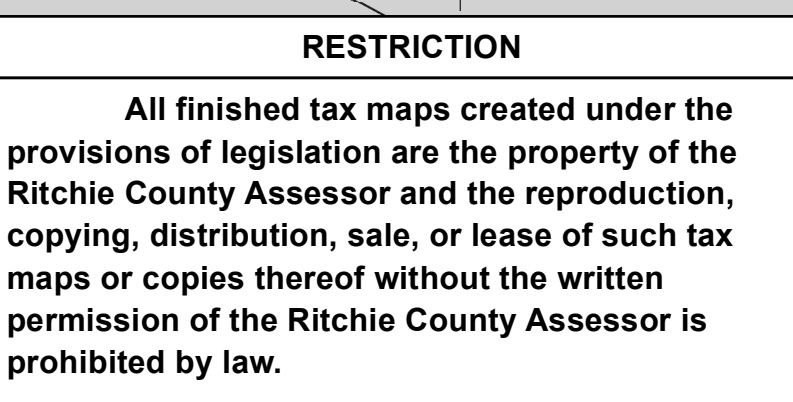 RESTRICTION
All finished tax maps created under the
provisions of legislation are the property of the
Ritchie County Assessor and the reproduction,
copying, distribution, sale, or lease of such tax
maps or copies thereof without the written
permission of the Ritchie County Assessor is
prohibited by law.